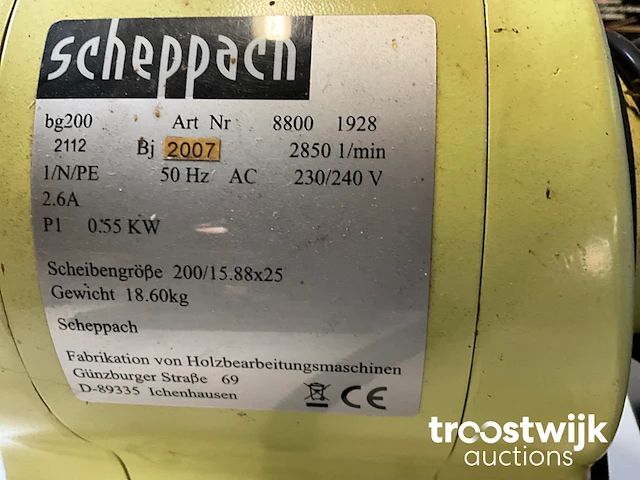 scheppach
bg200 Art Nr 8800 1928
2112 Bj 2007 2850 1/min
1/N/PE 50 Hz AC 230/240 V
2.6A
P1 0.55 KW
Scheibengröße 200/15.88x25
Gewicht 18.60kg
Scheppach
Fabrikation von Holzbearbeitungsmaschinen
Günzburger Straße 69
D-89335 Ichenhausen
CE
troostwijk
auctions